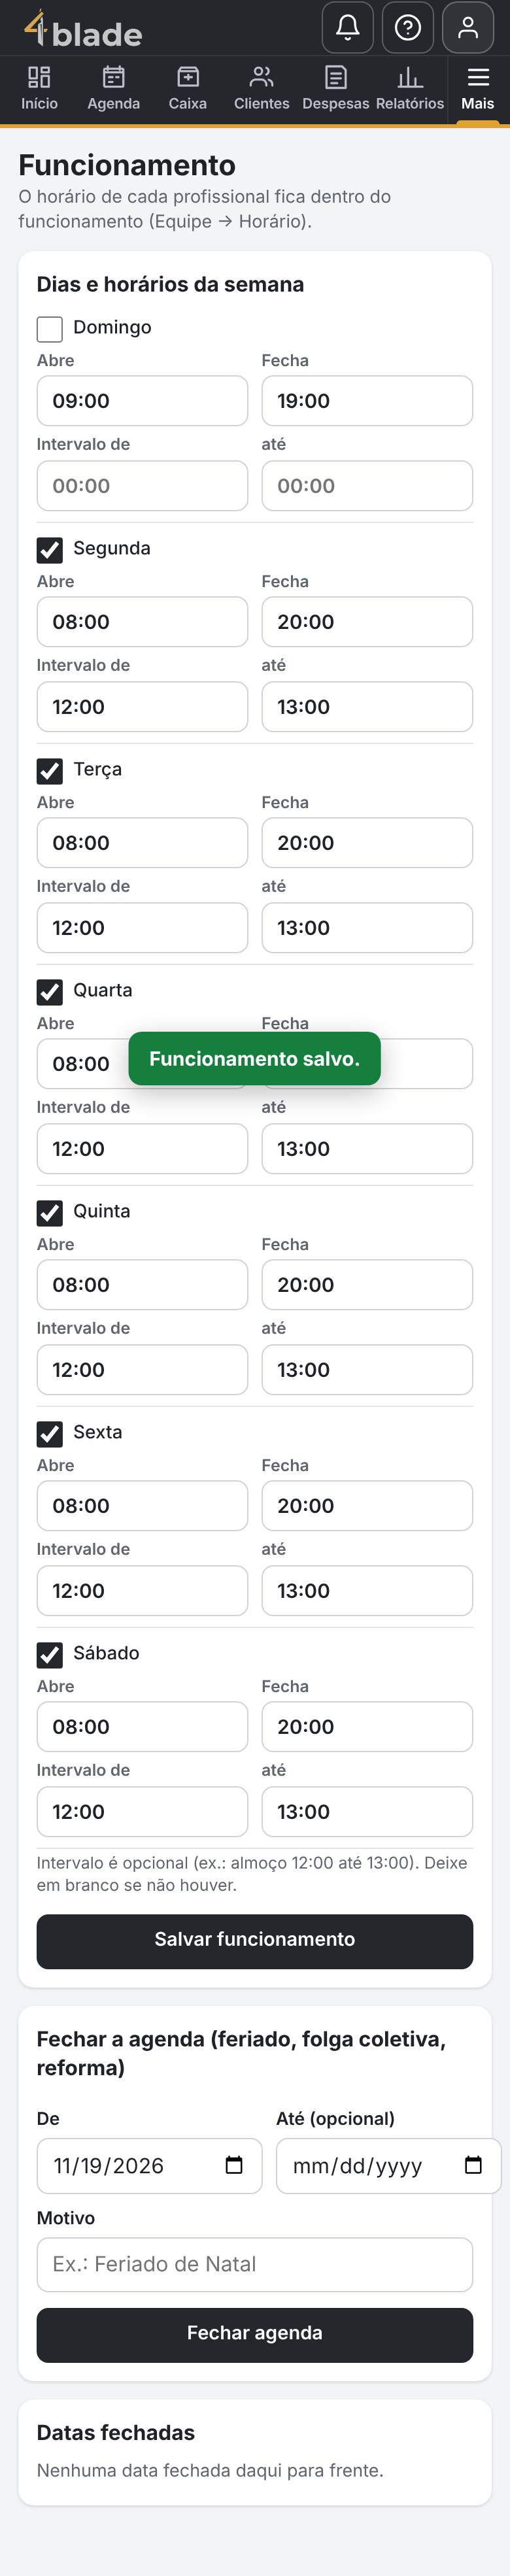 4blade
Início Agenda Caixa Clientes Despesas Relatórios Mais
Funcionamento
O horário de cada profissional fica dentro do
funcionamento (Equipe → Horário).
Dias e horários da semana
Domingo
Abre Fecha
09:00 19:00
Intervalo de até
00:00 00:00
Segunda
Abre Fecha
08:00 20:00
Intervalo de até
12:00 13:00
Terça
Abre Fecha
08:00 20:00
Intervalo de até
12:00 13:00
Quarta
Abre Fecha
08:00
Funcionamento salvo.
Intervalo de até
12:00 13:00
Quinta
Abre Fecha
08:00 20:00
Intervalo de até
12:00 13:00
Sexta
Abre Fecha
08:00 20:00
Intervalo de até
12:00 13:00
Sábado
Abre Fecha
08:00 20:00
Intervalo de até
12:00 13:00
Intervalo é opcional (ex.: almoço 12:00 até 13:00). Deixe
em branco se não houver.
Salvar funcionamento
Fechar a agenda (feriado, folga coletiva,
reforma)
De Até (opcional)
11/19/2026 mm/dd/yyyy
Motivo
Ex.: Feriado de Natal
Fechar agenda
Datas fechadas
Nenhuma data fechada daqui para frente.